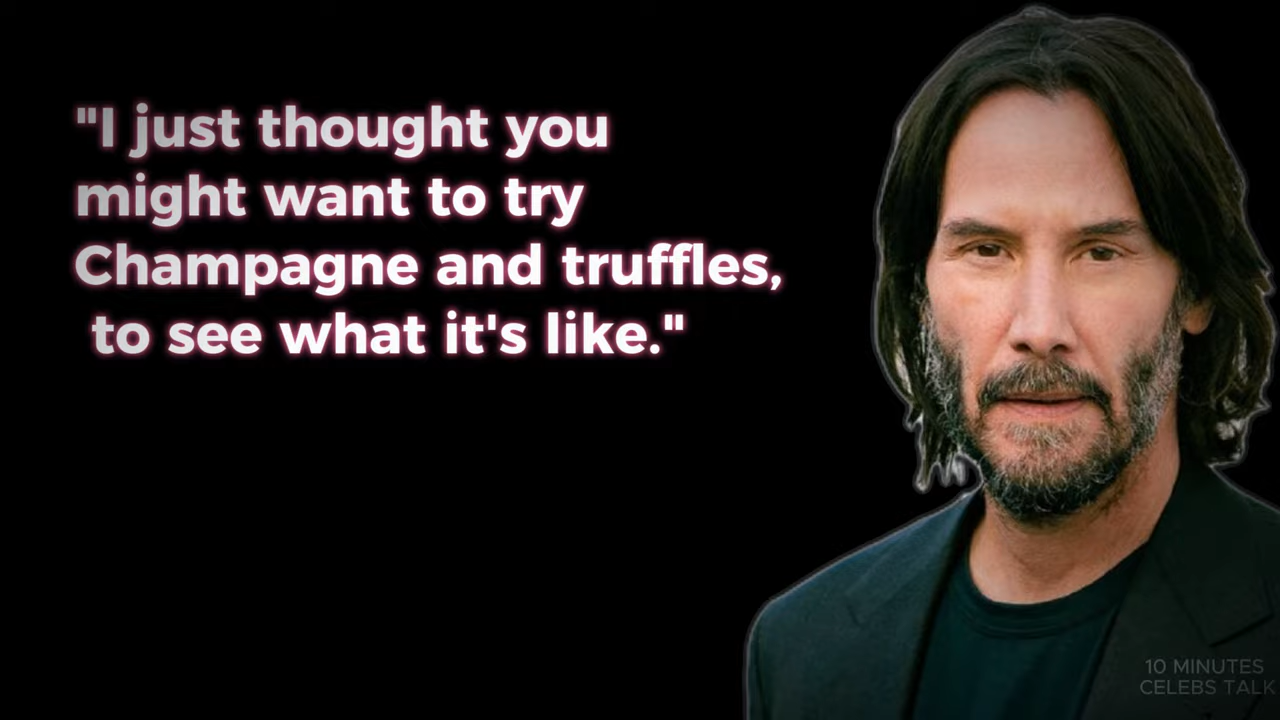 "I just thought you
might want to try
Champagne and truffles,
to see what it's like."
10 MINUTES
CELEBS TALK